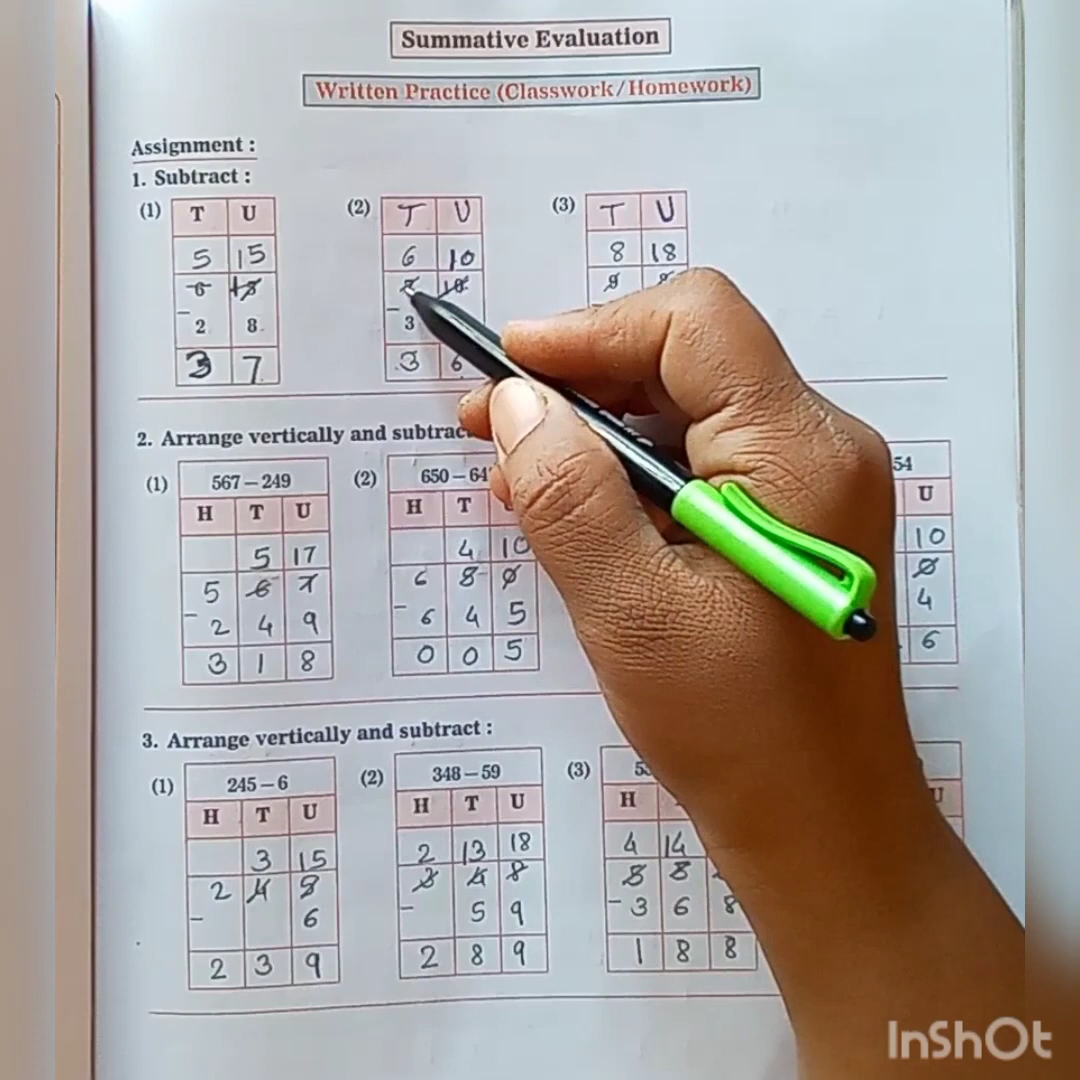 Summative Evaluation
Written Practice (Classwork/Homework)
Assignment :
1. Subtract :
(1) T U (2) T U (3) T U
5 15 6 10 8 18
6 9
- 2 8 - 3
3 7 3 6
2. Arrange vertically and subtract
(1) 567 – 249 (2) 650 – 64 54
H T U H T U
5 17 4 10 10
5 6 7 6 5 0 0
- 2 4 9 - 6 4 5 4
3 1 8 0 0 5 6
3. Arrange vertically and subtract :
(1) 245 – 6 (2) 348 – 59 (3) 5
H T U H T U H U
3 15 2 13 18 4 14
2 4 5 3 4 8 5 5
- 6 - 5 9 - 3 6 8
2 3 9 2 8 9 1 8 8
InShOt